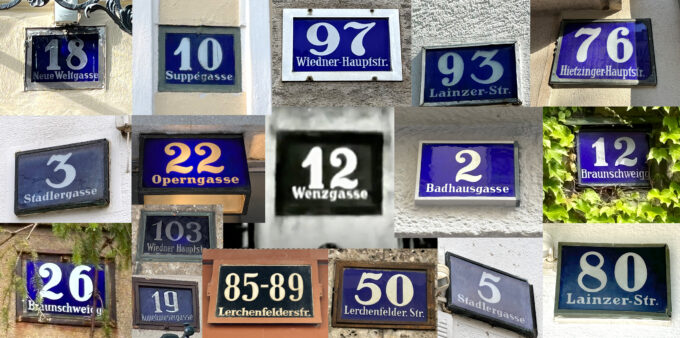 18
Neue Weltgasse
10
Suppégasse
97
Wiedner-Hauptstr.
93
Lainzer-Str.
76
Hietzinger-Hauptstr.
3
Stadlergasse
22
Operngasse
12
Wenzgasse
2
Badhausgasse
12
Braunschweigg
26
Braunschweigg
103
Wiedner Hauptstr.
19
85-89
Lerchenfelderstr.
50
Lerchenfelder. Str.
5
Stadlergasse
80
Lainzer-Str.